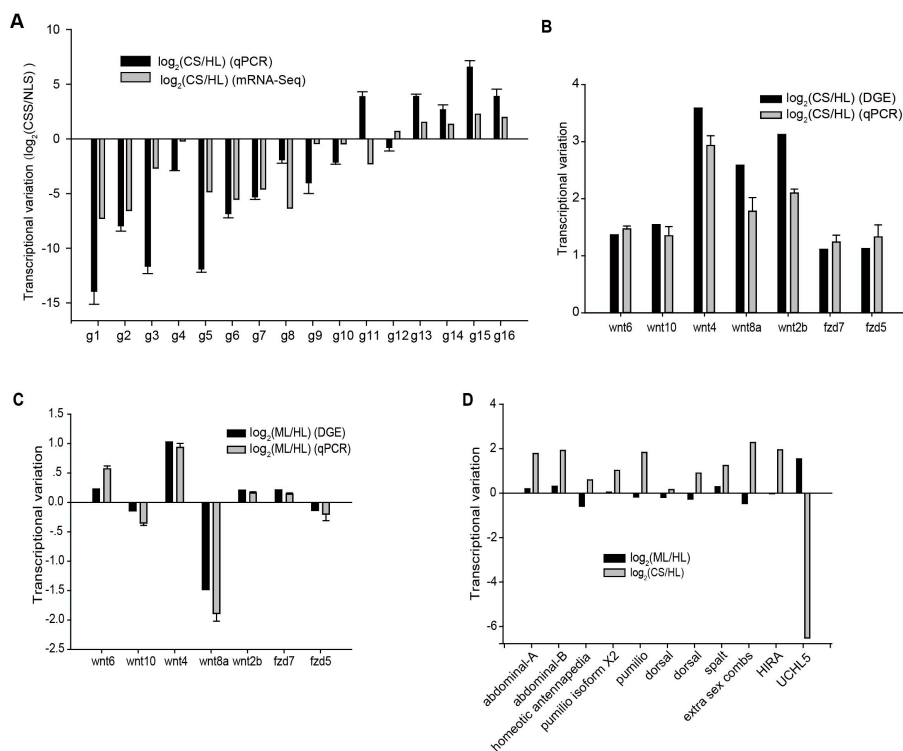 A
log₂(CS/HL) (qPCR)
log₂(CS/HL) (mRNA-Seq)
Transcriptional variation (log₂(CSS/NLS) )
10
5
0
-5
-10
-15
g1 g2 g3 g4 g5 g6 g7 g8 g9 g10 g11 g12 g13 g14 g15 g16
B
log₂(CS/HL) (DGE)
log₂(CS/HL) (qPCR)
Transcriptional variation
4
3
2
1
0
wnt6 wnt10 wnt4 wnt8a wnt2b fzd7 fzd5
C
log₂(ML/HL) (DGE)
log₂(ML/HL) (qPCR)
Transcriptional variation
1.5
1.0
.5
0.0
-.5
-1.0
-1.5
-2.0
-2.5
wnt6 wnt10 wnt4 wnt8a wnt2b fzd7 fzd5
D
Transcriptional variation
4
2
0
-2
-4
-6
log₂(ML/HL)
log₂(CS/HL)
abdominal-A
abdominal-B
homeotic antennapedia
pumilio isoform X2
pumilio
dorsal
dorsal
spalt
extra sex combs
HIRA
UCHL5